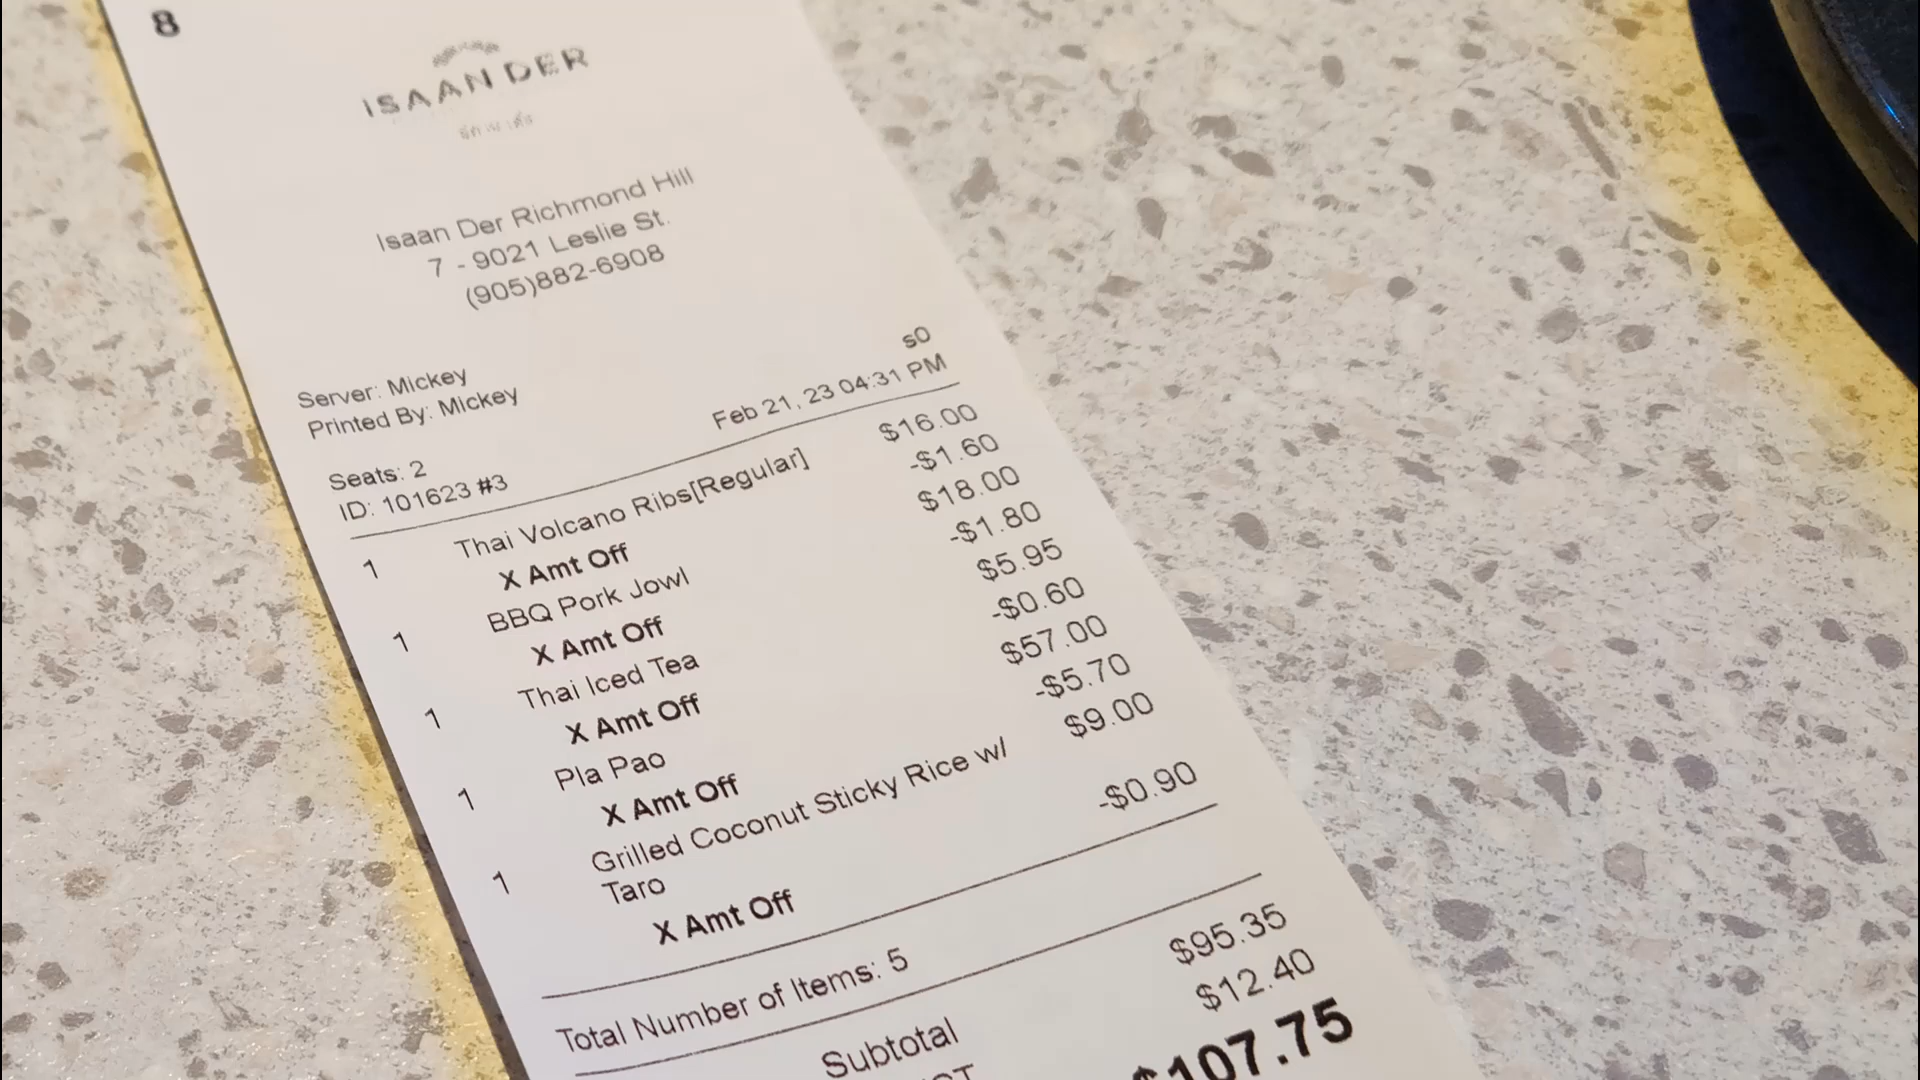 8
ISAAN DER
Isaan Der Richmond Hill
7 - 9021 Leslie St.
(905)882-6908
s0
Server: Mickey
Printed By: Mickey
Feb 21, 23 04:31 PM
Seats: 2
ID: 101623 #3
1 Thai Volcano Ribs[Regular] $16.00
X Amt Off -$1.60
1 BBQ Pork Jowl $18.00
X Amt Off -$1.80
1 Thai Iced Tea $5.95
X Amt Off -$0.60
1 Pla Pao $57.00
X Amt Off -$5.70
1 Grilled Coconut Sticky Rice w/ $9.00
Taro
X Amt Off -$0.90
Total Number of Items: 5
Subtotal $95.35
$12.40
$107.75